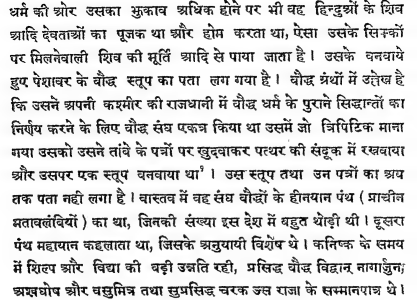 धर्म की ओर उसका झुकाव अधिक होने पर भी वह हिन्दुओं के शिव
आदि देवताओं का पूजक था और होम करता था, ऐसा उसके सिक्कों
पर मिलनेवाली शिव की मूर्ति आदि से पाया जाता है। उसके बनवाये
हुए पेशावर के बौद्ध स्तूप का पता लग गया है। बौद्ध ग्रंथों में उल्लेख है
कि उसने अपनी कश्मीर की राजधानी में बौद्ध धर्म के पुराने सिद्धान्तों का
निर्णय करने के लिए बौद्ध संघ एकत्र किया था उसमें जो त्रिपिटिक माना
गया उसको उसने तांबे के पत्रों पर खुदवाकर पत्थर की संदूक में रखवाया
और उसपर एक स्तूप बनवाया था¹। उस स्तूप तथा उन पत्रों का अब
तक पता नही लगा है। वास्तव में वह संघ बौद्धों के हीनयान पंथ (प्राचीन
मतावलंबियों) का था, जिनकी संख्या इस देश में बहुत थोड़ी थी। दूसरा
पंथ महायान कहलाता था, जिसके अनुयायी विशेष थे। कनिष्क के समय
में शिल्प और विद्या की बड़ी उन्नति रही, प्रसिद्ध बौद्ध विद्वान् नागार्जुन,
अश्वघोष और वसुमित्र तथा सुप्रसिद्ध चरक उस राजा के सम्मानपात्र थे।